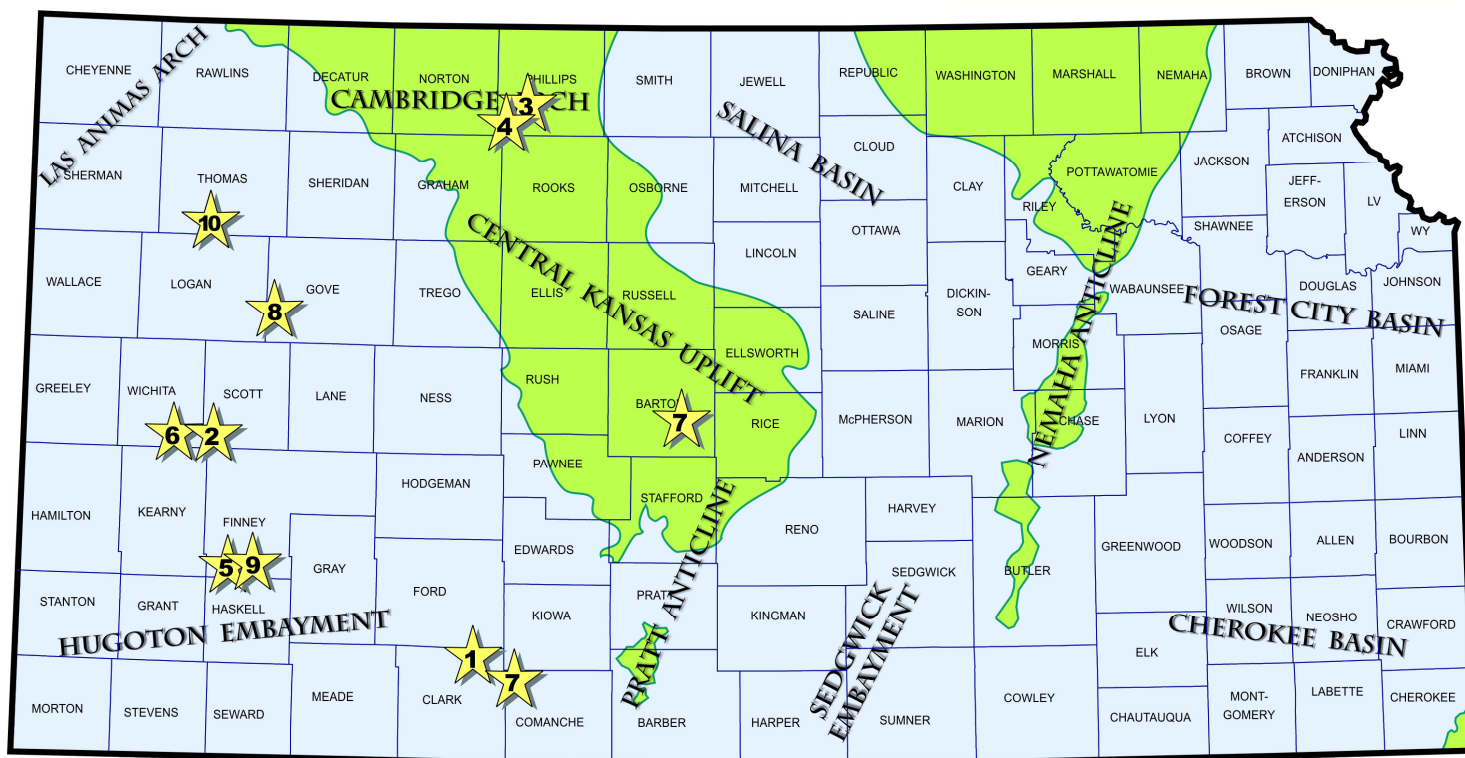 CHEYENNE
RAWLINS
DECATUR
NORTON
PHILLIPS
SMITH
JEWELL
REPUBLIC
WASHINGTON
MARSHALL
NEMAHA
BROWN
DONIPHAN
LAS ANIMAS ARCH
CAMBRIDGE ARCH
3
4
SALINA BASIN
CLOUD
ATCHISON
SHERMAN
THOMAS
SHERIDAN
GRAHAM
ROOKS
OSBORNE
MITCHELL
CLAY
RILEY
POTTAWATOMIE
JACKSON
JEFF-
ERSON
LV
WY
10
CENTRAL KANSAS UPLIFT
LINCOLN
OTTAWA
GEARY
SHAWNEE
WALLACE
LOGAN
GOVE
8
TREGO
ELLIS
RUSSELL
SALINE
DICKIN-
SON
WABAUNSEE
NEMAHA ANTICLINE
FOREST CITY BASIN
DOUGLAS
JOHNSON
OSAGE
MORRIS
ELLSWORTH
GREELEY
WICHITA
SCOTT
LANE
NESS
RUSH
BARTON
7
RICE
McPHERSON
MARION
CHASE
LYON
FRANKLIN
MIAMI
6
2
COFFEY
ANDERSON
LINN
PAWNEE
HODGEMAN
STAFFORD
HAMILTON
KEARNY
FINNEY
5
9
GRAY
EDWARDS
RENO
HARVEY
SEDGWICK
BUTLER
GREENWOOD
WOODSON
ALLEN
BOURBON
PRATT ANTICLINE
STANTON
GRANT
HASKELL
FORD
KIOWA
PRATT
KINGMAN
SEDGWICK
EMBAYMENT
WILSON
NEOSHO
CRAWFORD
HUGOTON EMBAYMENT
CHEROKEE BASIN
ELK
1
7
MORTON
STEVENS
SEWARD
MEADE
CLARK
COMANCHE
BARBER
HARPER
SUMNER
COWLEY
CHAUTAUQUA
MONT-
GOMERY
LABETTE
CHEROKEE